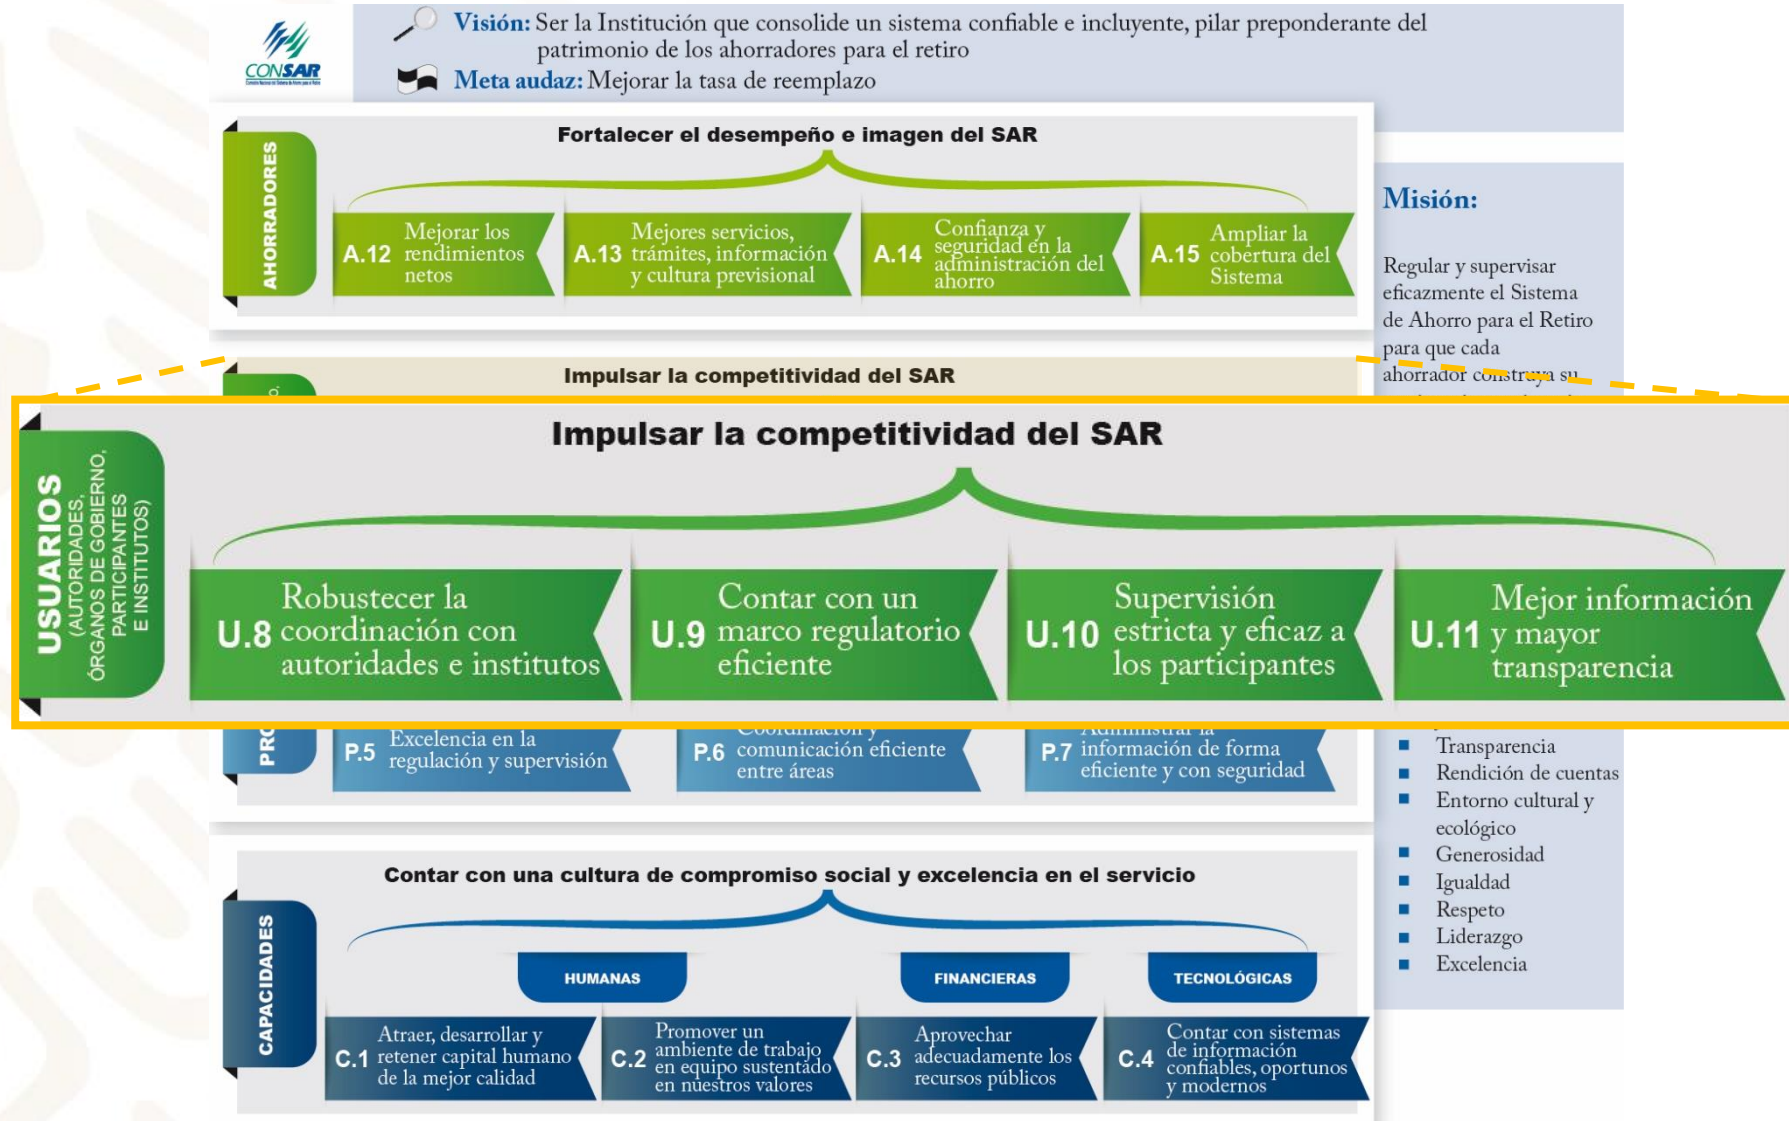 CONSAR
Visión: Ser la Institución que consolide un sistema confiable e incluyente, pilar preponderante del
patrimonio de los ahorradores para el retiro
Meta audaz: Mejorar la tasa de reemplazo
AHORRADORES
Fortalecer el desempeño e imagen del SAR
A.12 Mejorar los
rendimientos
netos
A.13 Mejores servicios,
trámites, información
y cultura previsional
A.14 Confianza y
seguridad en la
administración del
ahorro
A.15 Ampliar la
cobertura del
Sistema
Misión:
Regular y supervisar
eficazmente el Sistema
de Ahorro para el Retiro
para que cada
ahorrador construya su
Impulsar la competitividad del SAR
USUARIOS
(AUTORIDADES,
ÓRGANOS DE GOBIERNO,
PARTICIPANTES
E INSTITUTOS)
Impulsar la competitividad del SAR
U.8 Robustecer la
coordinación con
autoridades e institutos
U.9 Contar con un
marco regulatorio
eficiente
U.10 Supervisión
estricta y eficaz a
los participantes
U.11 Mejor información
y mayor
transparencia
P.5 Excelencia en la
regulación y supervisión
P.6 Coordinación y
comunicación eficiente
entre áreas
P.7 Administrar la
información de forma
eficiente y con seguridad
Transparencia
Rendición de cuentas
Entorno cultural y
ecológico
Generosidad
Igualdad
Respeto
Liderazgo
Excelencia
CAPACIDADES
Contar con una cultura de compromiso social y excelencia en el servicio
HUMANAS
FINANCIERAS
TECNOLÓGICAS
C.1 Atraer, desarrollar y
retener capital humano
de la mejor calidad
C.2 Promover un
ambiente de trabajo
en equipo sustentado
en nuestros valores
C.3 Aprovechar
adecuadamente los
recursos públicos
C.4 Contar con sistemas
de información
confiables, oportunos
y modernos